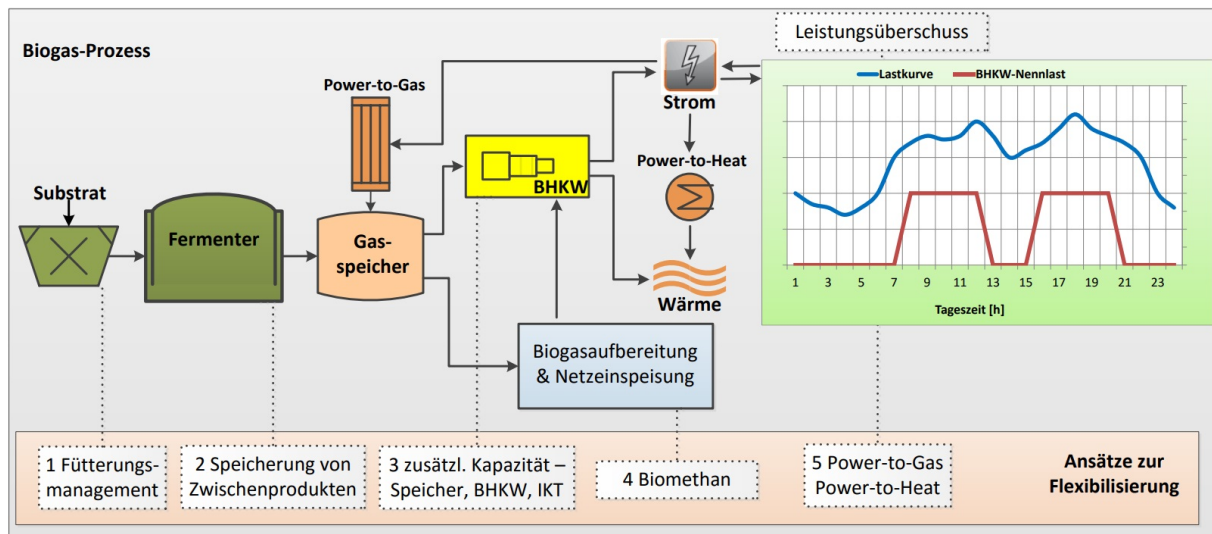 Leistungsüberschuss
Biogas-Prozess
Lastkurve
BHKW-Nennlast
Power-to-Gas
Strom
Power-to-Heat
BHKW
Substrat
Fermenter
Gas-
speicher
Wärme
1 3 5 7 9 11 13 15 17 19 21 23
Tageszeit [h]
Biogasaufbereitung
& Netzeinspeisung
1 Fütterungs-
management
2 Speicherung von
Zwischenprodukten
3 zusätzl. Kapazität –
Speicher, BHKW, IKT
4 Biomethan
5 Power-to-Gas
Power-to-Heat
Ansätze zur
Flexibilisierung